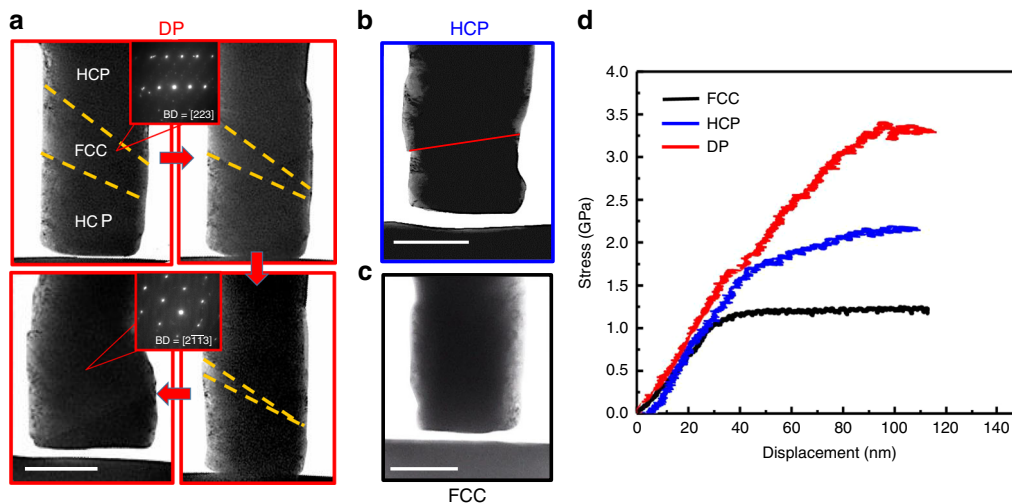 a
DP
HCP
FCC
HCP
BD = [223]
BD = [2113]
b
HCP
c
FCC
d
4.0
3.5
3.0
2.5
2.0
1.5
1.0
0.5
0.0
Stress (GPa)
FCC
HCP
DP
0 20 40 60 80 100 120 140
Displacement (nm)